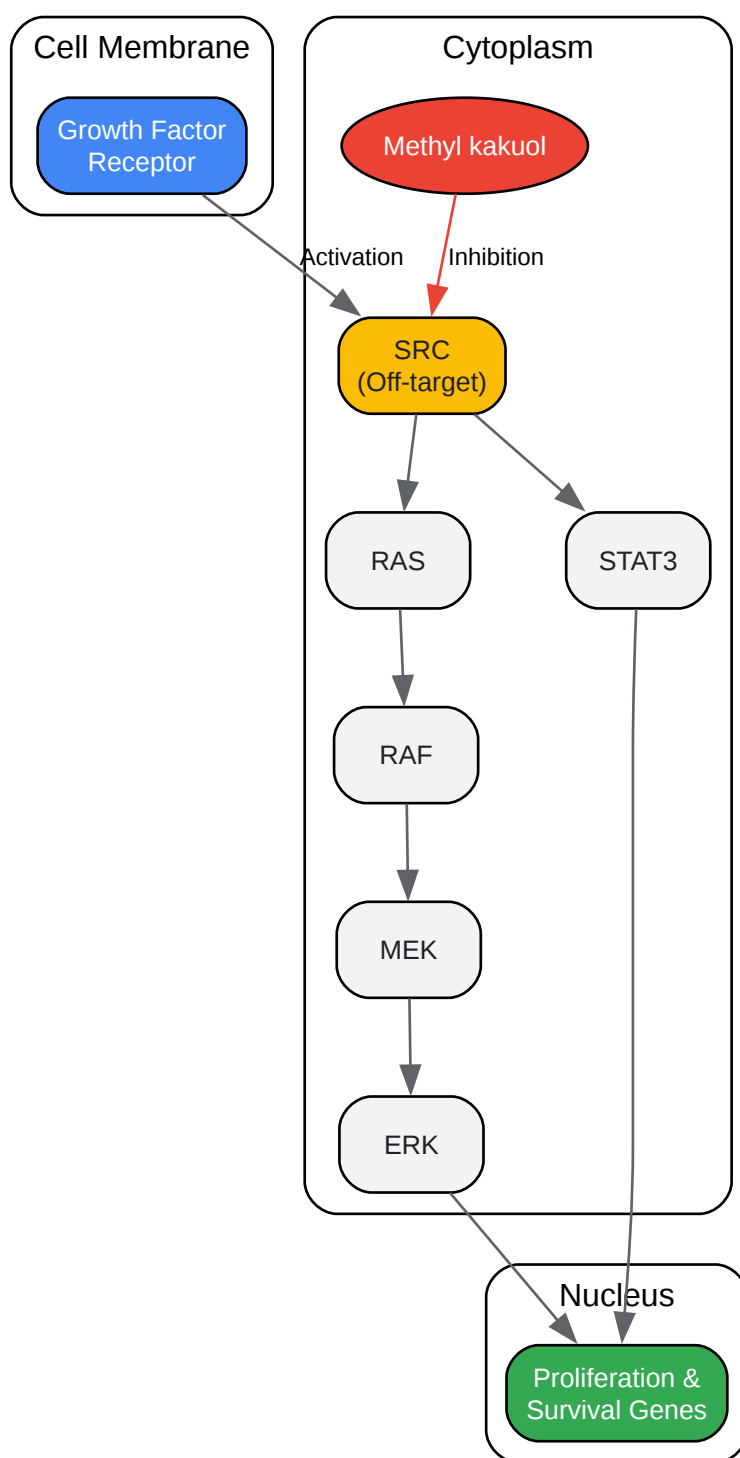 Cell Membrane
Growth Factor
Receptor
Cytoplasm
Methyl kakuol
Activation
Inhibition
SRC
(Off-target)
RAS
STAT3
RAF
MEK
ERK
Nucleus
Proliferation &
Survival Genes